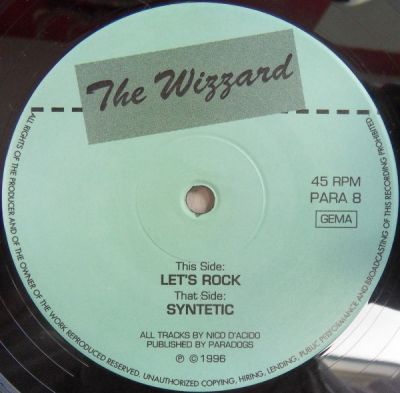 The Wizzard
45 RPM
PARA 8
GEMA
This Side:
LET'S ROCK
That Side:
SYNTETIC
ALL TRACKS BY NICO D'ACIDO
PUBLISHED BY PARADOGS
℗ © 1996
ALL RIGHTS OF THE PRODUCER AND OF THE OWNER OF THE WORK REPRODUCED RESERVED. UNAUTHORIZED COPYING, HIRING, LENDING, PUBLIC PERFORMANCE AND BROADCASTING OF THIS RECORDING PROHIBITED